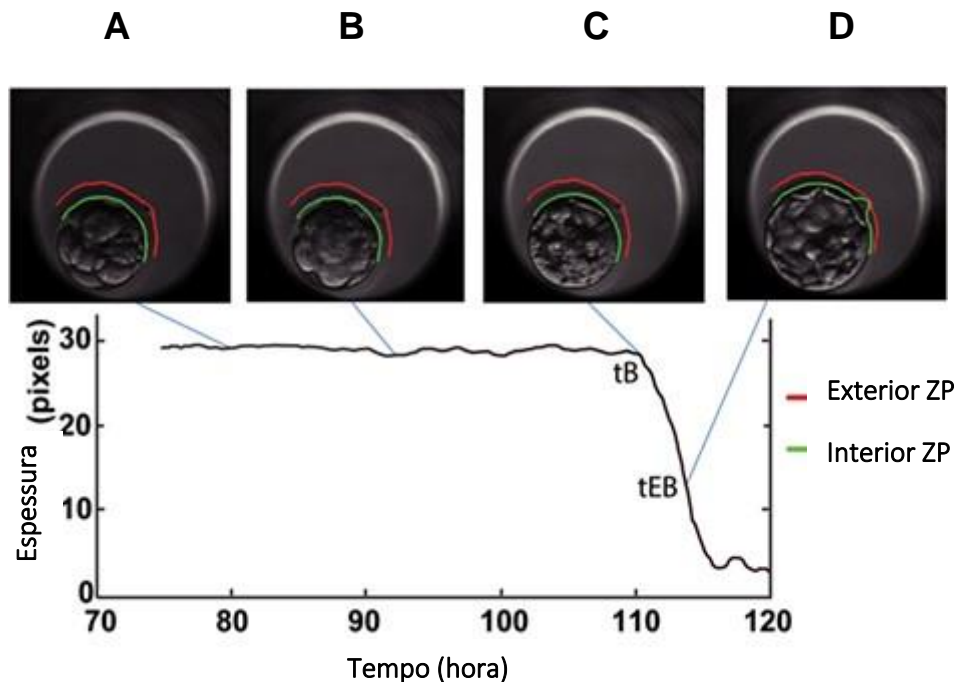 A B C D
30
20
10
0
Espessura (pixels)
tB
tEB
Exterior ZP
Interior ZP
70 80 90 100 110 120
Tempo (hora)